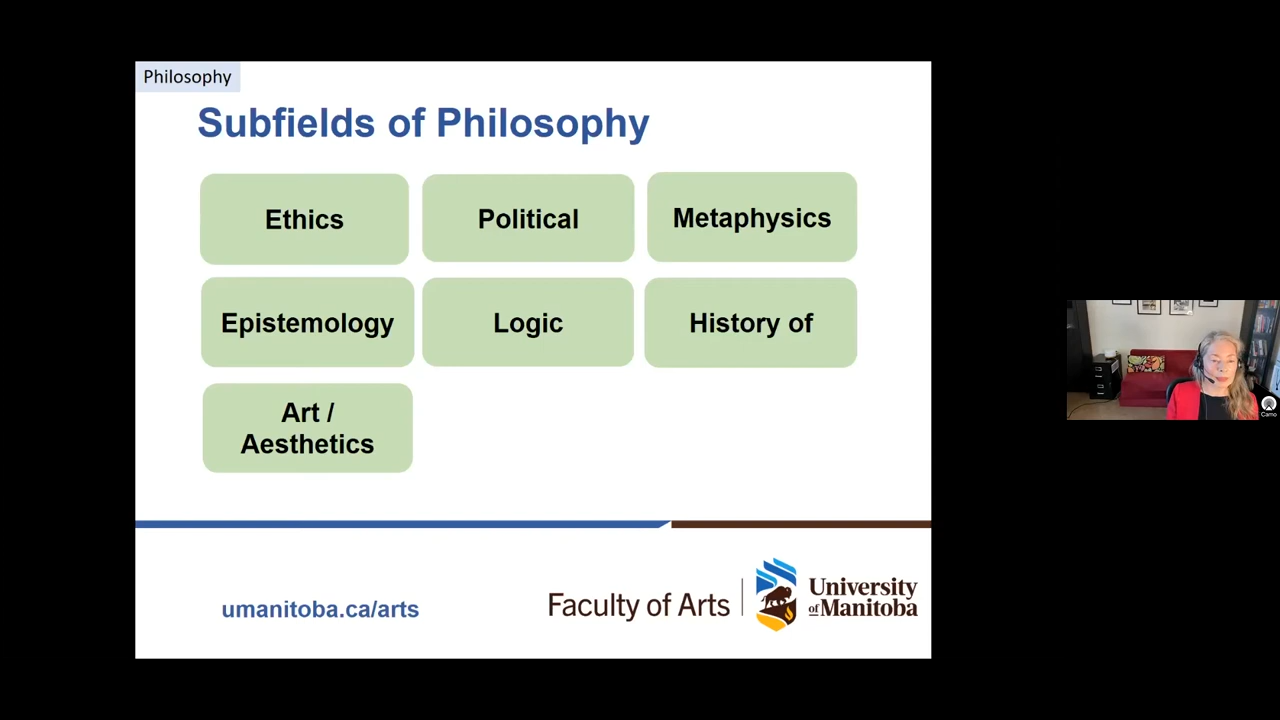 Philosophy
Subfields of Philosophy
Ethics
Political
Metaphysics
Epistemology
Logic
History of
Art /
Aesthetics
umanitoba.ca/arts
Faculty of Arts
University
of Manitoba
Camo